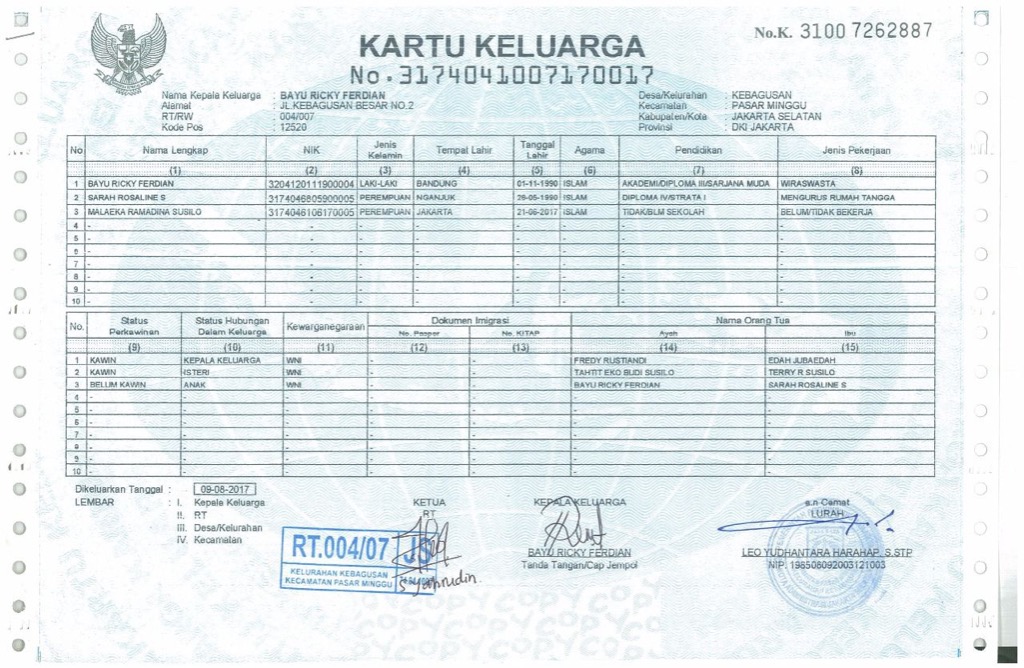 No.K. 3100 7262887
KARTU KELUARGA
No. 3174041007170017
Nama Kepala Keluarga : BAYU RICKY FERDIAN
Alamat : JL KEBAGUSAN BESAR NO.2
RT/RW : 004/007
Kode Pos : 12520
Desa/Kelurahan : KEBAGUSAN
Kecamatan : PASAR MINGGU
Kabupaten/Kota : JAKARTA SELATAN
Provinsi : DKI JAKARTA
No Nama Lengkap NIK Jenis Kelamin Tempat Lahir Tanggal Lahir Agama Pendidikan Jenis Pekerjaan
(1) (2) (3) (4) (5) (6) (7) (8)
1 BAYU RICKY FERDIAN 3204120111900004 LAKI-LAKI BANDUNG 01-11-1990 ISLAM AKADEMI/DIPLOMA III/SARJANA MUDA WIRASWASTA
2 SARAH ROSALINE S 3174046805900005 PEREMPUAN NGANJUK 28-05-1990 ISLAM DIPLOMA IV/STRATA I MENGURUS RUMAH TANGGA
3 MALAEKA RAMADINA SUSILO 3174046106170005 PEREMPUAN JAKARTA 21-06-2017 ISLAM TIDAK/BLM SEKOLAH BELUM/TIDAK BEKERJA
4 - - - - - - - -
5 - - - - - - - -
6 - - - - - - - -
7 - - - - - - - -
8 - - - - - - - -
9 - - - - - - - -
10 - - - - - - - -
No. Status Perkawinan Status Hubungan Dalam Keluarga Kewarganegaraan Dokumen Imigrasi Nama Orang Tua
No. Paspor No. KITAP Ayah Ibu
(9) (10) (11) (12) (13) (14) (15)
1 KAWIN KEPALA KELUARGA WNI - - FREDY RUSTIANDI EDAH JUBAEDAH
2 KAWIN ISTERI WNI - - TAHTIT EKO BUDI SUSILO TERRY R SUSILO
3 BELUM KAWIN ANAK WNI - - BAYU RICKY FERDIAN SARAH ROSALINE S
4 - - - - - - -
5 - - - - - - -
6 - - - - - - -
7 - - - - - - -
8 - - - - - - -
9 - - - - - - -
10 - - - - - - -
Dikeluarkan Tanggal : 09-08-2017
LEMBAR : I. Kepala Keluarga
II. RT
III. Desa/Kelurahan
IV. Kecamatan
KETUA
RT
RT.004/07 JS
KELURAHAN KEBAGUSAN
KECAMATAN PASAR MINGGU
Syahrudin
KEPALA KELUARGA
BAYU RICKY FERDIAN
Tanda Tangan/Cap Jempol
a.n Camat
LURAH
LEO YUDHANTARA HARAHAP, S.STP
NIP. 198508092003121003
COPY COPY COPY COPY